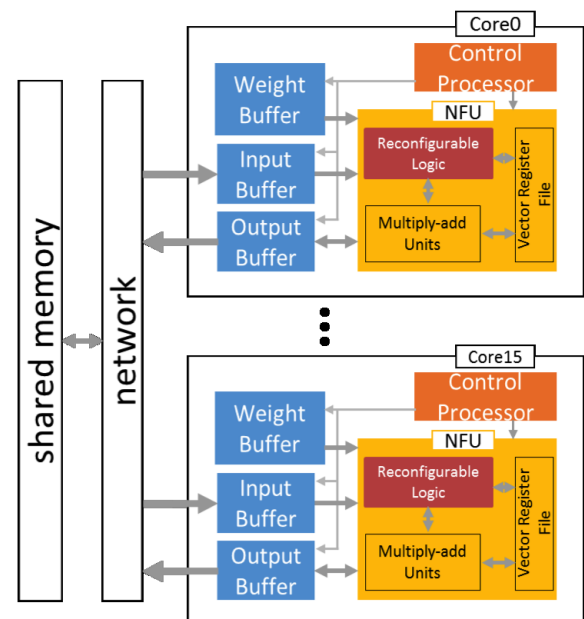 shared memory
network
Core0
Control
Processor
Weight
Buffer
NFU
Input
Buffer
Reconfigurable
Logic
Vector Register
File
Output
Buffer
Multiply-add
Units
Core15
Control
Processor
Weight
Buffer
NFU
Input
Buffer
Reconfigurable
Logic
Vector Register
File
Output
Buffer
Multiply-add
Units